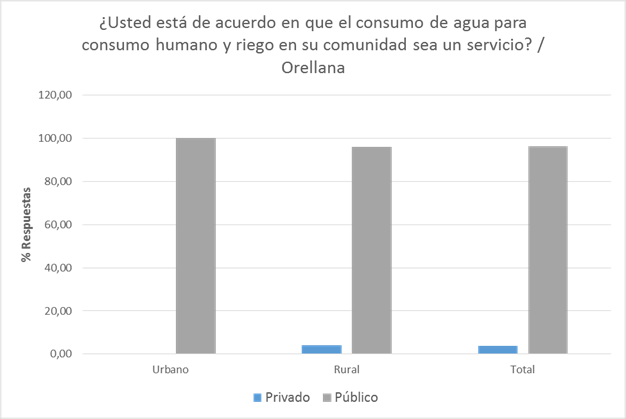 ¿Usted está de acuerdo en que el consumo de agua para
consumo humano y riego en su comunidad sea un servicio? /
Orellana
% Respuestas
120,00
100,00
80,00
60,00
40,00
20,00
0,00
Urbano Rural Total
Privado Público